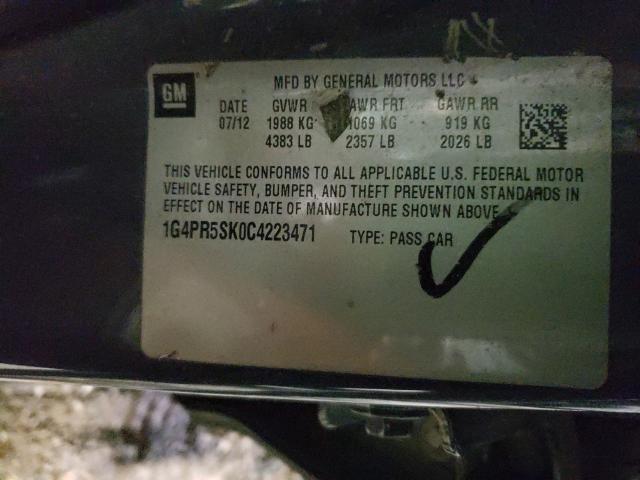 GM
MFD BY GENERAL MOTORS LLC
DATE GVWR GAWR FRT GAWR RR
07/12 1988 KG 1069 KG 919 KG
4383 LB 2357 LB 2026 LB
THIS VEHICLE CONFORMS TO ALL APPLICABLE U.S. FEDERAL MOTOR
VEHICLE SAFETY, BUMPER, AND THEFT PREVENTION STANDARDS IN
EFFECT ON THE DATE OF MANUFACTURE SHOWN ABOVE.
1G4PR5SK0C4223471 TYPE: PASS CAR